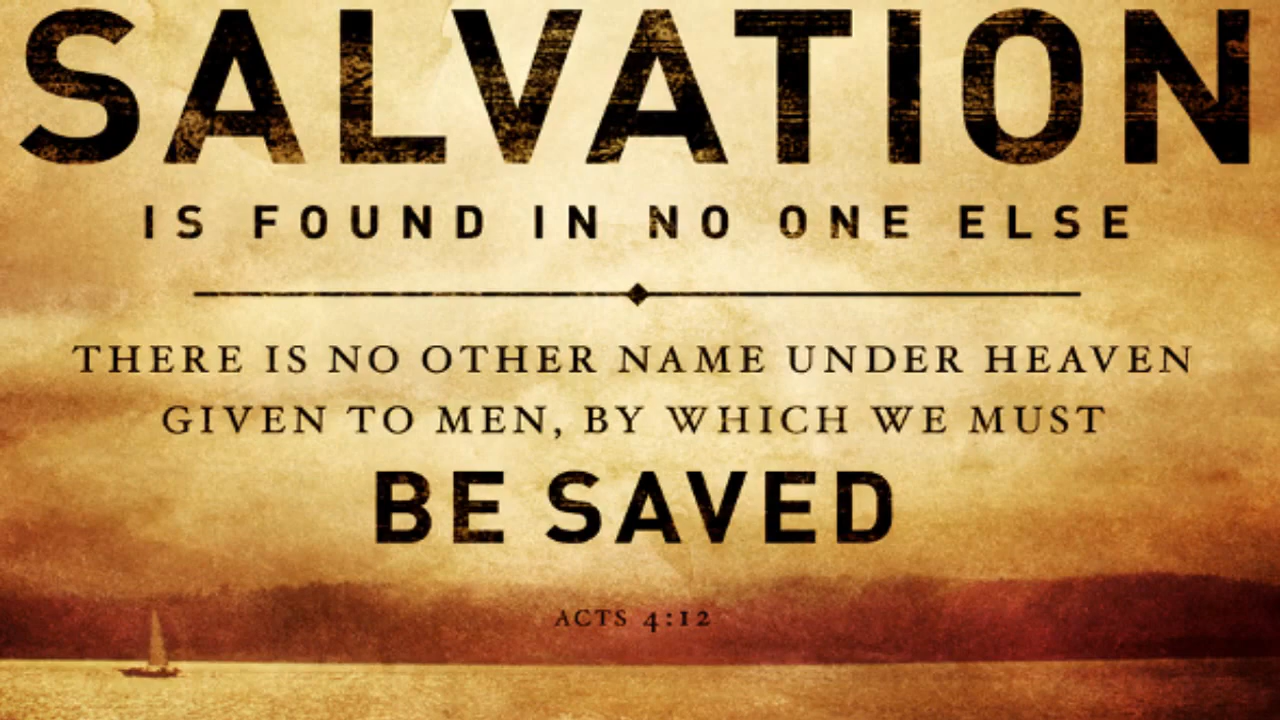 SALVATION
IS FOUND IN NO ONE ELSE
THERE IS NO OTHER NAME UNDER HEAVEN
GIVEN TO MEN, BY WHICH WE MUST
BE SAVED
ACTS 4:12